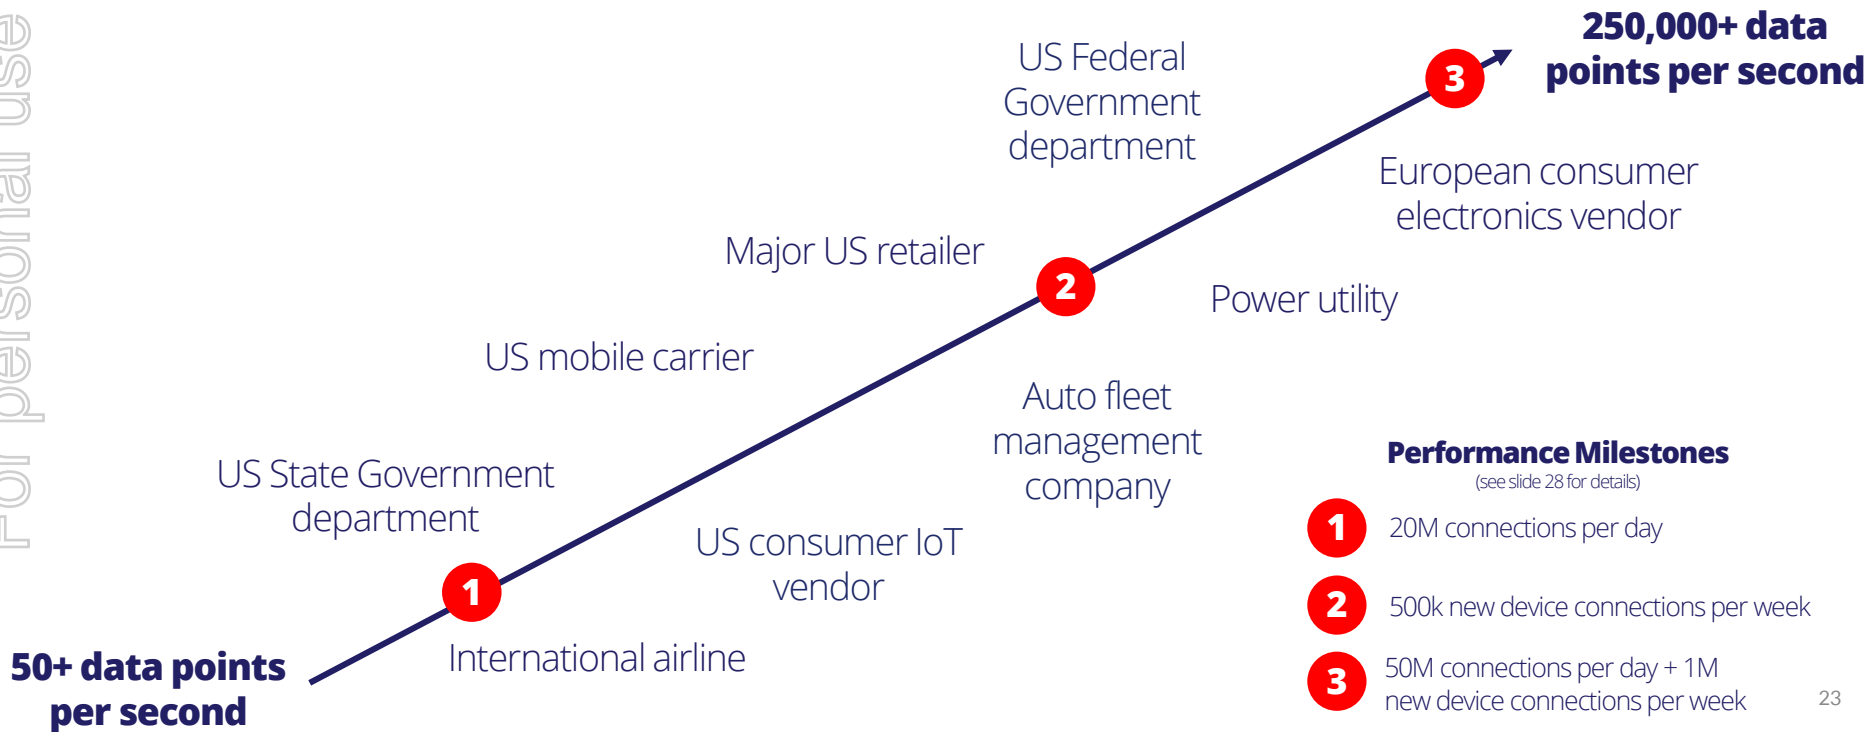 For personal use
250,000+ data
points per second
US Federal
Government
department
3
European consumer
electronics vendor
Major US retailer
2
Power utility
US mobile carrier
Auto fleet
management
company
US State Government
department
US consumer IoT
vendor
1
International airline
50+ data points
per second
Performance Milestones
(see slide 28 for details)
1 20M connections per day
2 500k new device connections per week
3 50M connections per day + 1M
new device connections per week
23